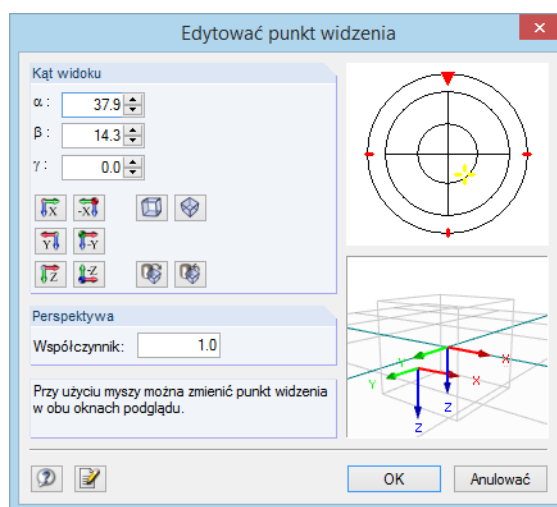 Edytować punkt widzenia
Kąt widoku
α : 37.9
β : 14.3
γ : 0.0
X -X
Y -Y
Z -Z
Perspektywa
Współczynnik: 1.0
Przy użyciu myszy można zmienić punkt widzenia
w obu oknach podglądu.
Y X
Y X
Z
Z
OK Anulować